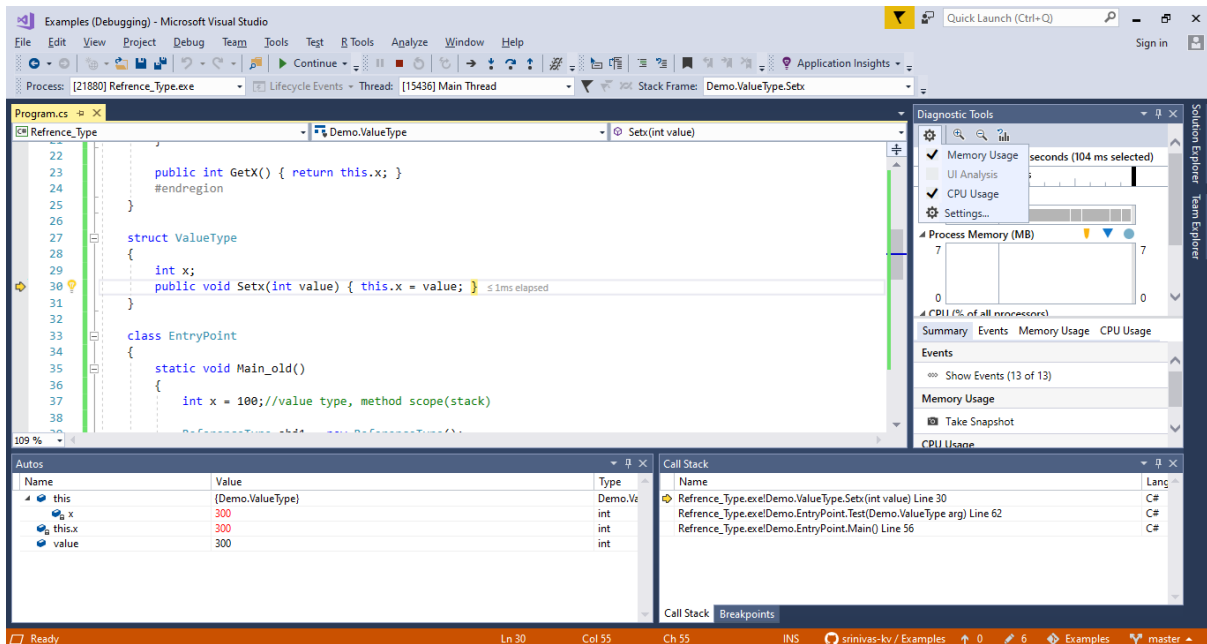 Examples (Debugging) - Microsoft Visual Studio
Quick Launch (Ctrl+Q)
File Edit View Project Debug Team Tools Test R Tools Analyze Window Help
Sign in
Continue
Application Insights
Process: [21880] Refrence_Type.exe Lifecycle Events Thread: [15436] Main Thread Stack Frame: Demo.ValueType.Setx
Program.cs
Refrence_Type Demo.ValueType Setx(int value)
21 }
22
23 public int GetX() { return this.x; }
24 #endregion
25 }
26
27 struct ValueType
28 {
29 int x;
30 public void Setx(int value) { this.x = value; } ≤ 1ms elapsed
31 }
32
33 class EntryPoint
34 {
35 static void Main_old()
36 {
37 int x = 100;//value type, method scope(stack)
38
109 %
Diagnostic Tools
Memory Usage
seconds (104 ms selected)
UI Analysis
CPU Usage
Settings...
Process Memory (MB)
7 7
0 0
CPU (% of all processors)
Summary Events Memory Usage CPU Usage
Events
Show Events (13 of 13)
Memory Usage
Take Snapshot
CPU Usage
Solution Explorer
Team Explorer
Autos
Name Value Type
this {Demo.ValueType} Demo.Va
x 300 int
this.x 300 int
value 300 int
Call Stack
Name Lang
Refrence_Type.exe!Demo.ValueType.Setx(int value) Line 30 C#
Refrence_Type.exe!Demo.EntryPoint.Test(Demo.ValueType arg) Line 62 C#
Refrence_Type.exe!Demo.EntryPoint.Main() Line 56 C#
Call Stack Breakpoints
Ready Ln 30 Col 55 Ch 55 INS srinivas-kv / Examples 0 6 Examples master